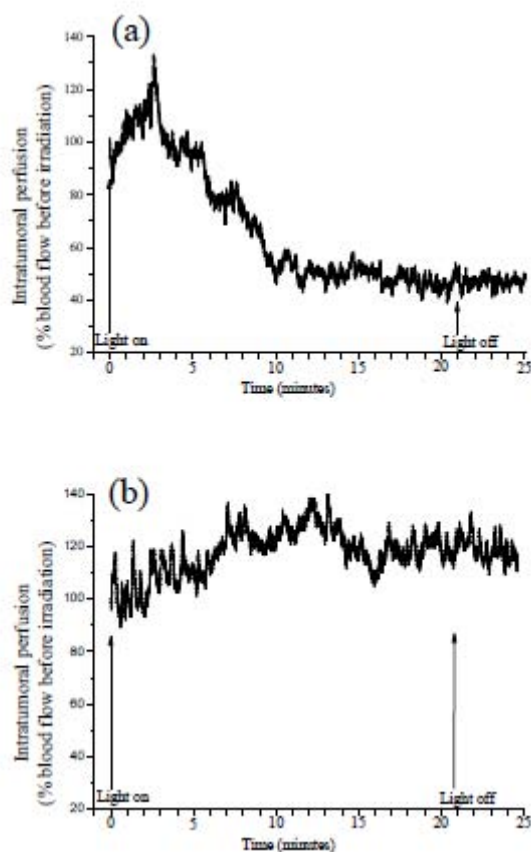 (a)
Intratumoral perfusion
(% blood flow before irradiation)
140
120
100
80
60
40
20
Light on
Light off
0
5
10
15
20
25
Time (minutes)
(b)
Intratumoral perfusion
(% blood flow before irradiation)
140
120
100
80
60
40
20
Light on
Light off
0
5
10
15
20
25
Time (minutes)